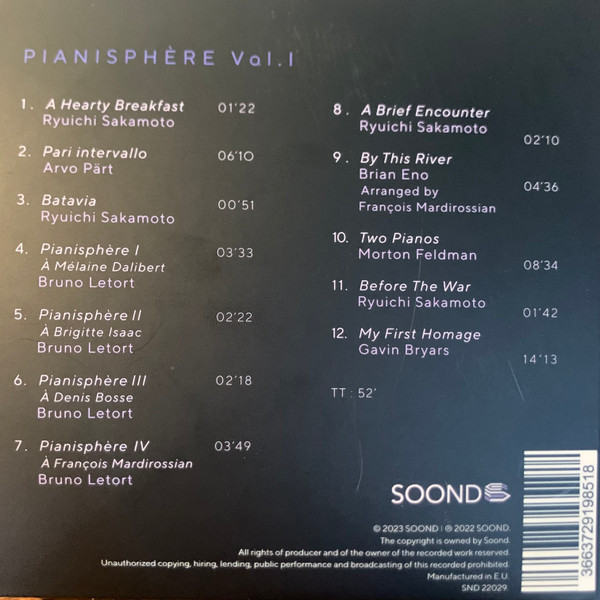 PIANISPHÈRE Vol.I
1. A Hearty Breakfast 01'22
Ryuichi Sakamoto
2. Pari intervallo 06'10
Arvo Pärt
3. Batavia 00'51
Ryuichi Sakamoto
4. Pianisphère I 03'33
À Mélaine Dalibert
Bruno Letort
5. Pianisphère II 02'22
À Brigitte Isaac
Bruno Letort
6. Pianisphère III 02'18
À Denis Bosse
Bruno Letort
7. Pianisphère IV 03'49
À François Mardirossian
Bruno Letort
8. A Brief Encounter
Ryuichi Sakamoto
02'10
9. By This River
Brian Eno
Arranged by 04'36
François Mardirossian
10. Two Pianos
Morton Feldman
08'34
11. Before The War
Ryuichi Sakamoto
01'42
12. My First Homage
Gavin Bryars
14'13
TT : 52'
SOOND
© 2023 SOOND | ℗ 2022 SOOND.
The copyright is owned by Soond.
All rights of producer and of the owner of the recorded work reserved.
Unauthorized copying, hiring, lending, public performance and broadcasting of this recorded prohibited.
Manufactured in E.U.
SND 22029.
3663729198518